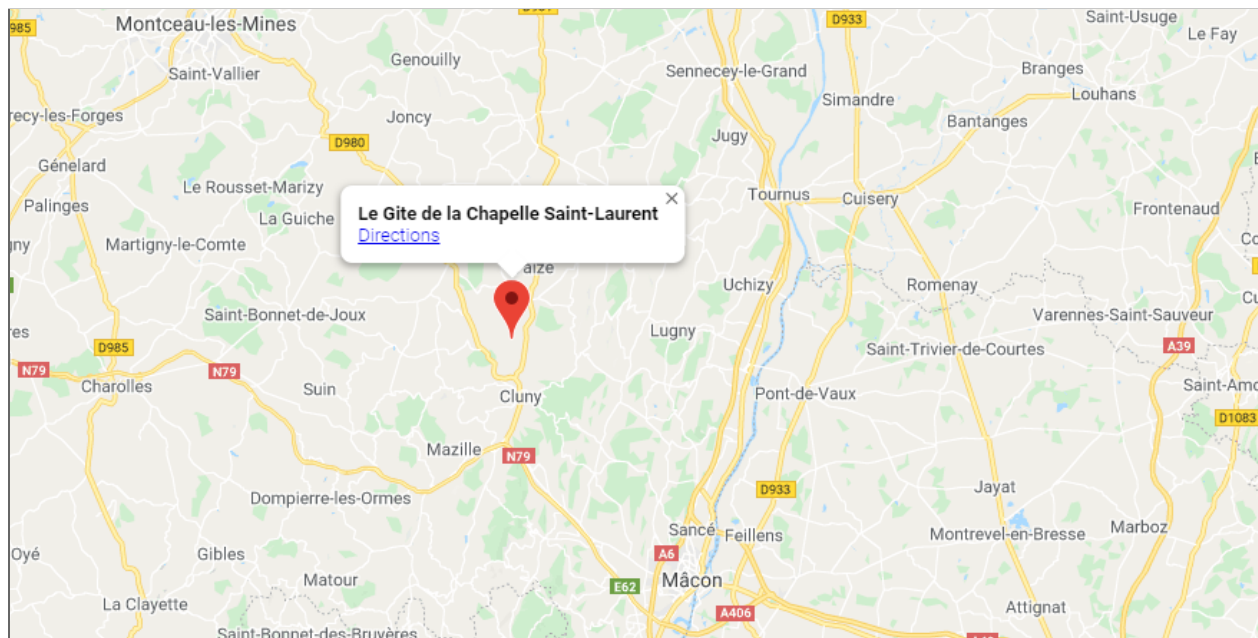 985
Montceau-les-Mines
D933
Saint-Usuge
Le Fay
Genouilly
Saint-Vallier
Sennecey-le-Grand
Branges
Louhans
Simandre
recy-les-Forges
Joncy
Bantanges
D980
Jugy
Génelard
Le Rousset-Marizy
Tournus
Cuisery
Palinges
La Guiche
Le Gite de la Chapelle Saint-Laurent
Directions
Frontenaud
Martigny-le-Comte
aize
Uchizy
Romenay
Saint-Bonnet-de-Joux
Varennes-Saint-Sauveur
Lugny
D985
A39
Saint-Trivier-de-Courtes
N79
N79
Charolles
Suin
Cluny
Pont-de-Vaux
Saint-Amo
D1083
Mazille
N79
Dompierre-les-Ormes
D933
Jayat
Sancé
Feillens
Montrevel-en-Bresse
Marboz
Oyé
Gibles
A6
Matour
E62
Mâcon
La Clayette
A406
Attignat
Saint-Bonnet-des-Bruyères